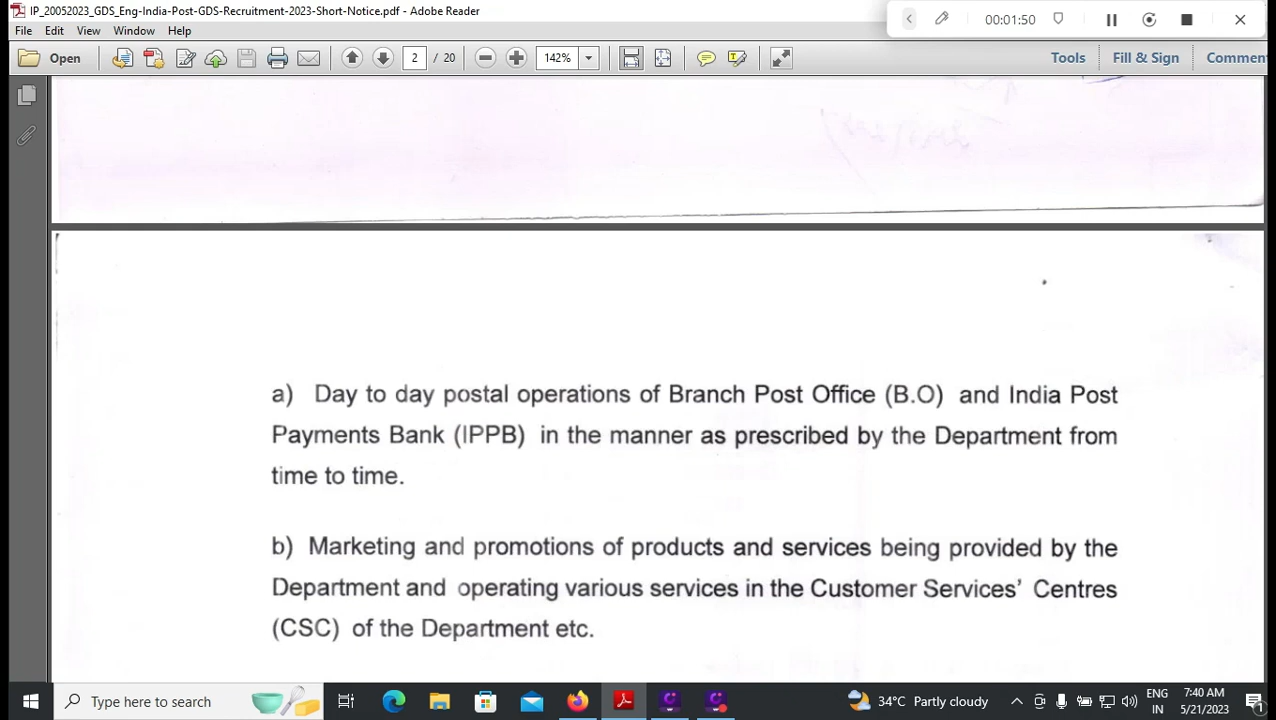 IP_20052023_GDS_Eng-India-Post-GDS-Recruitment-2023-Short-Notice.pdf - Adobe Reader
00:01:50
File Edit View Window Help
Open 2 / 20 142% Tools Fill & Sign Commen
a) Day to day postal operations of Branch Post Office (B.O) and India Post
Payments Bank (IPPB) in the manner as prescribed by the Department from
time to time.
b) Marketing and promotions of products and services being provided by the
Department and operating various services in the Customer Services' Centres
(CSC) of the Department etc.
Type here to search 34°C Partly cloudy ENG 7:40 AM
IN 5/21/2023 1